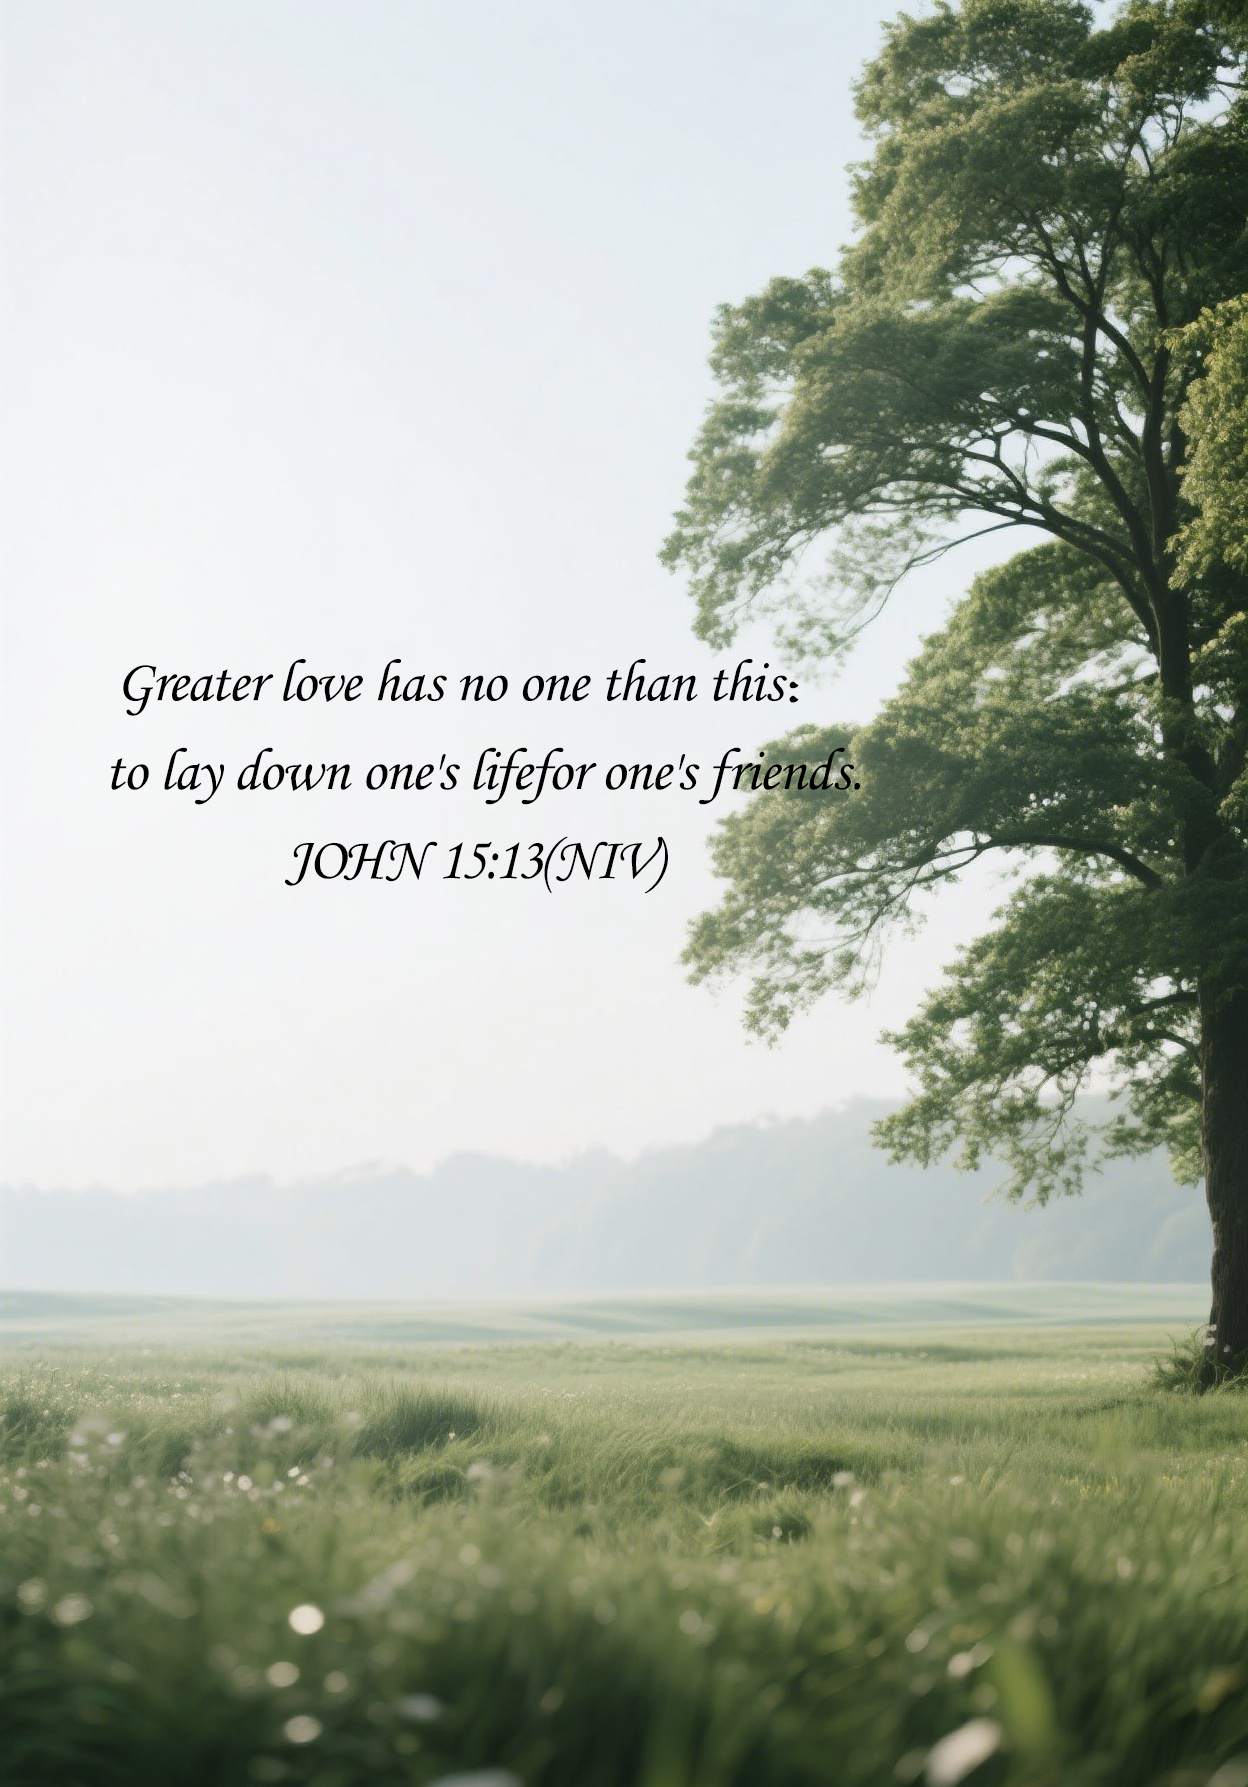 Greater love has no one than this:
to lay down one's lifefor one's friends.
JOHN 15:13(NIV)